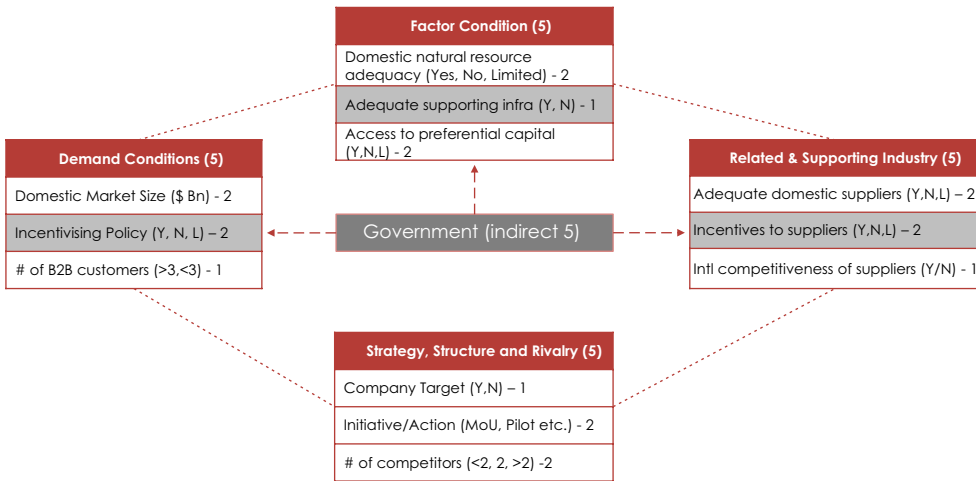 Factor Condition (5)
Domestic natural resource
adequacy (Yes, No, Limited) - 2
Adequate supporting infra (Y, N) - 1
Access to preferential capital
(Y,N,L) - 2
Demand Conditions (5)
Domestic Market Size ($ Bn) - 2
Incentivising Policy (Y, N, L) – 2
# of B2B customers (>3,<3) - 1
Government (indirect 5)
Related & Supporting Industry (5)
Adequate domestic suppliers (Y,N,L) – 2
Incentives to suppliers (Y,N,L) – 2
Intl competitiveness of suppliers (Y/N) - 1
Strategy, Structure and Rivalry (5)
Company Target (Y,N) – 1
Initiative/Action (MoU, Pilot etc.) - 2
# of competitors (<2, 2, >2) -2